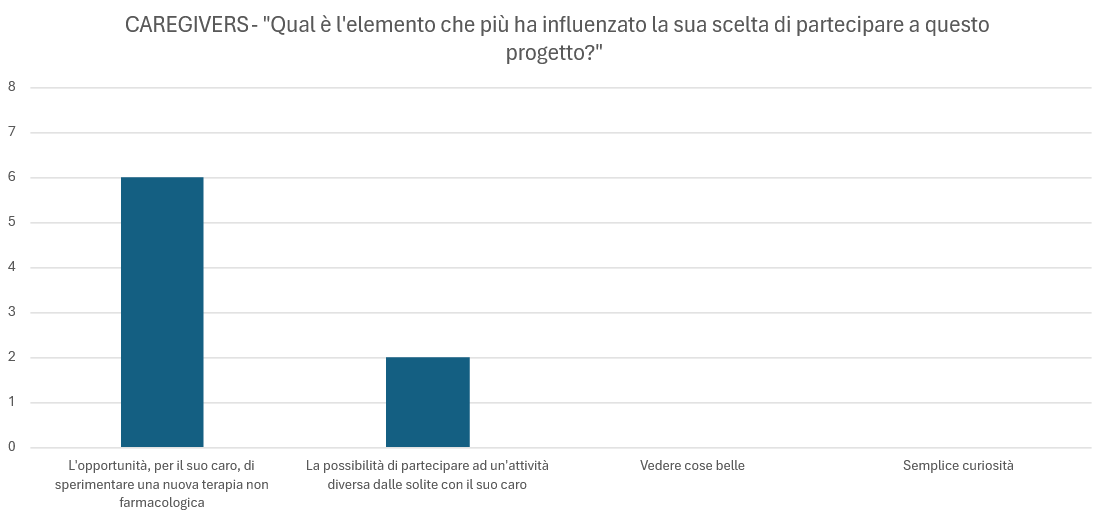 CAREGIVERS - "Qual è l'elemento che più ha influenzato la sua scelta di partecipare a questo
progetto?"
8
7
6
5
4
3
2
1
0
L'opportunità, per il suo caro, di
sperimentare una nuova terapia non
farmacologica
La possibilità di partecipare ad un'attività
diversa dalle solite con il suo caro
Vedere cose belle
Semplice curiosità